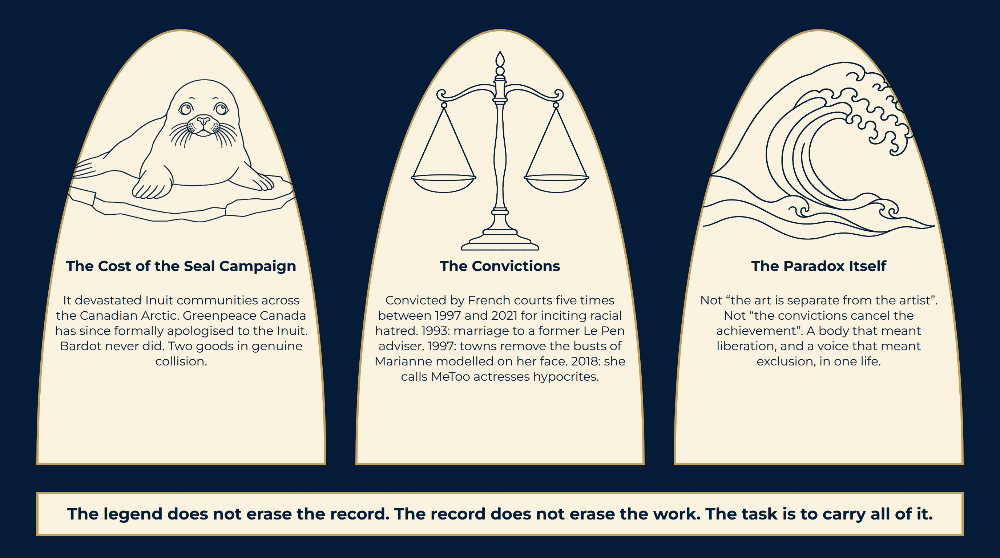 The Cost of the Seal Campaign
It devastated Inuit communities across
the Canadian Arctic. Greenpeace Canada
has since formally apologised to the Inuit.
Bardot never did. Two goods in genuine
collision.
The Convictions
Convicted by French courts five times
between 1997 and 2021 for inciting racial
hatred. 1993: marriage to a former Le Pen
adviser. 1997: towns remove the busts of
Marianne modelled on her face. 2018: she
calls MeToo actresses hypocrites.
The Paradox Itself
Not “the art is separate from the artist”.
Not “the convictions cancel the
achievement”. A body that meant
liberation, and a voice that meant
exclusion, in one life.
The legend does not erase the record. The record does not erase the work. The task is to carry all of it.